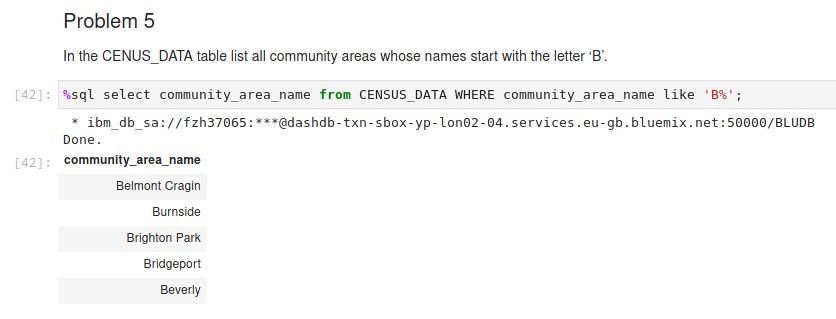 Problem 5
In the CENUS_DATA table list all community areas whose names start with the letter ‘B’.
[42]: %sql select community_area_name from CENSUS_DATA WHERE community_area_name like 'B%';
* ibm_db_sa://fzh37065:***@dashdb-txn-sbox-yp-lon02-04.services.eu-gb.bluemix.net:50000/BLUDB
Done.
[42]: community_area_name
Belmont Cragin
Burnside
Brighton Park
Bridgeport
Beverly